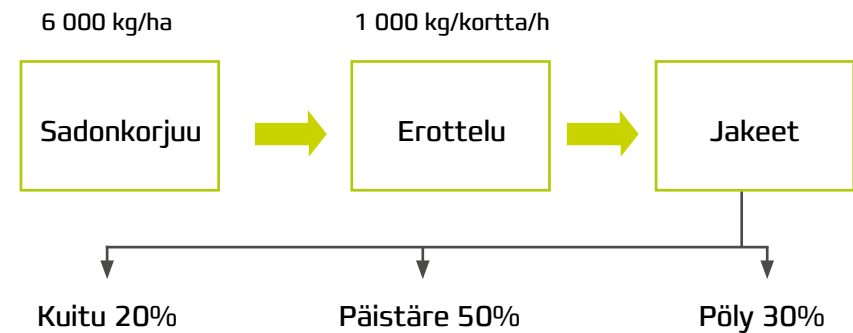 6 000 kg/ha
1 000 kg/kortta/h
Sadonkorjuu
Erottelu
Jakeet
Kuitu 20%
Päistäre 50%
Pöly 30%